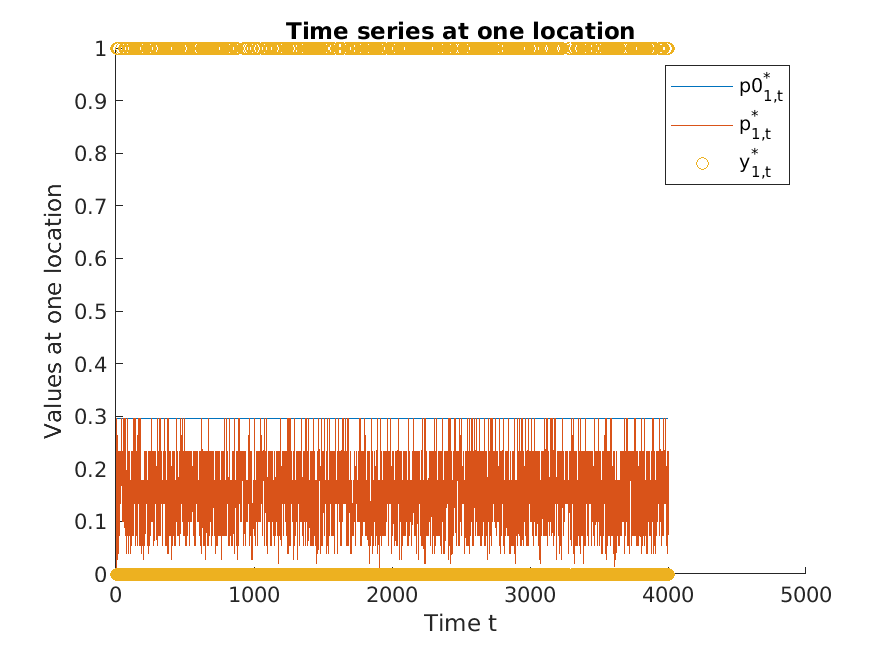 Time series at one location
1
0.9
0.8
0.7
0.6
0.5
0.4
0.3
0.2
0.1
0
Values at one location
p0*1,t
p*1,t
y*1,t
0 1000 2000 3000 4000 5000
Time t